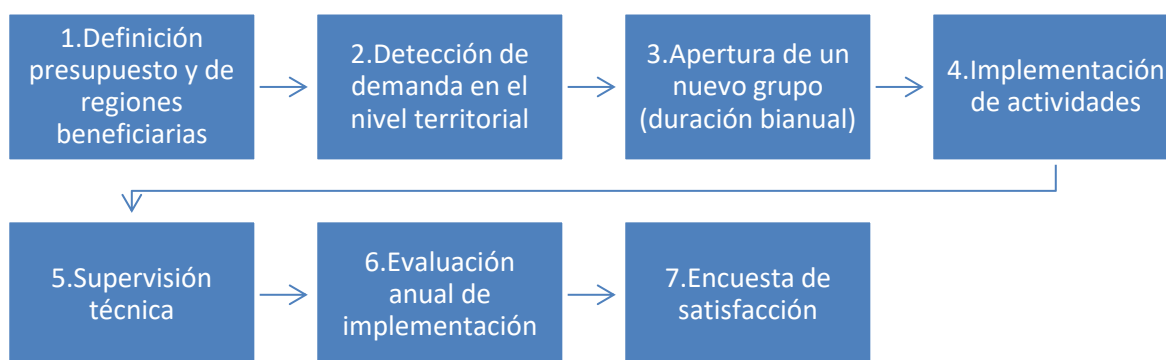 1.Definición
presupuesto y de
regiones
beneficiarias
2.Detección de
demanda en el
nivel territorial
3.Apertura de un
nuevo grupo
(duración bianual)
4.Implementación
de actividades
5.Supervisión
técnica
6.Evaluación
anual de
implementación
7.Encuesta de
satisfacción